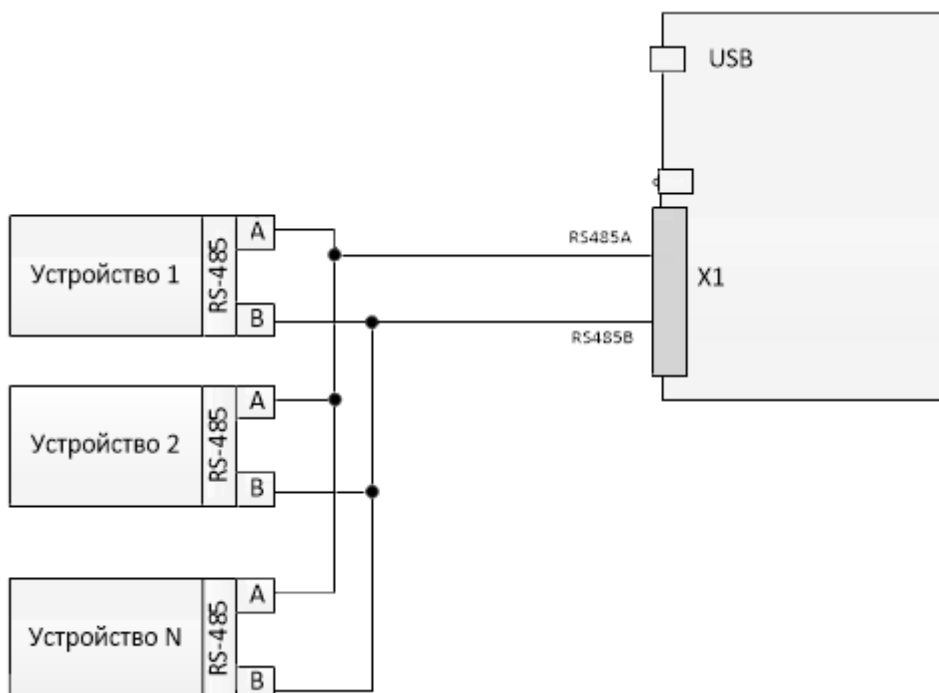 USB
RS485A
X1
RS485B
Устройство 1
RS-485
A
B
Устройство 2
RS-485
A
B
Устройство N
RS-485
A
B